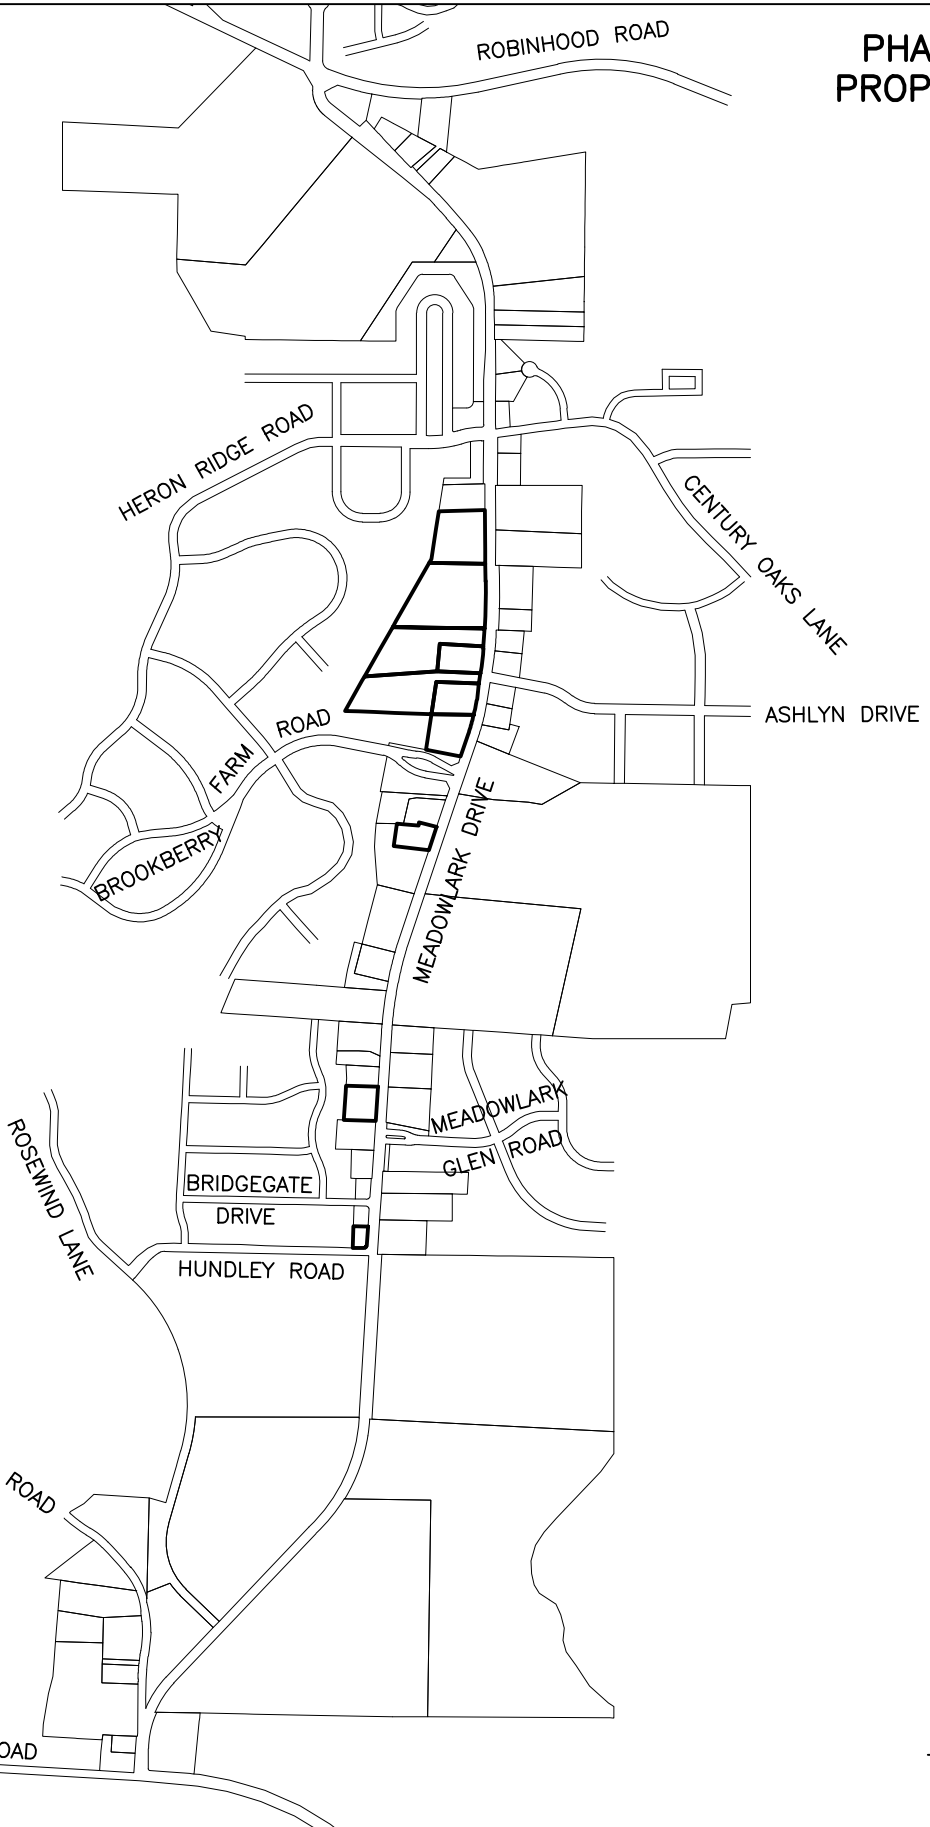 ROBINHOOD ROAD
PHA
PROP
HERON RIDGE ROAD
CENTURY OAKS LANE
FARM ROAD
ASHLYN DRIVE
BROOKBERRY
MEADOWLARK DRIVE
MEADOWLARK
GLEN ROAD
ROSEWIND LANE
BRIDGEGATE
DRIVE
HUNDLEY ROAD
ROAD
OAD